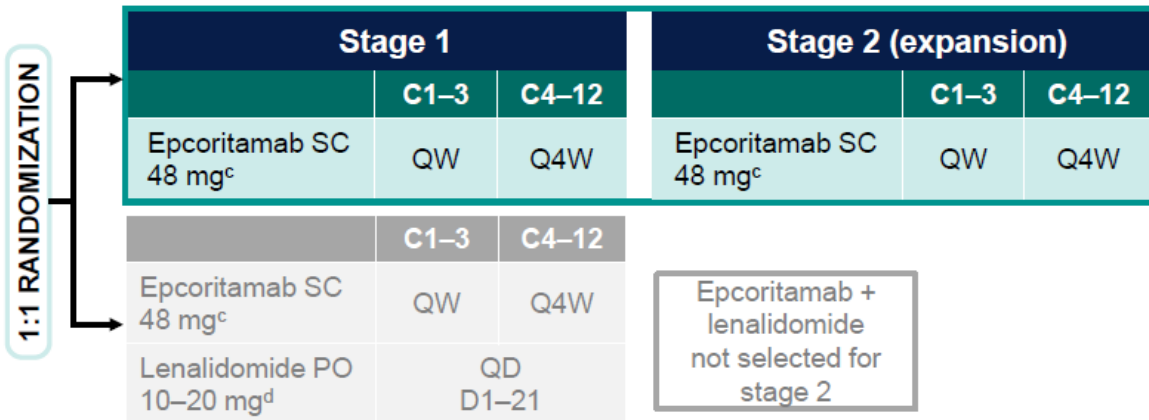 1:1 RANDOMIZATION
Stage 1
C1–3 C4–12
Epcoritamab SC
48 mgᶜ
QW Q4W
Stage 2 (expansion)
C1–3 C4–12
Epcoritamab SC
48 mgᶜ
QW Q4W
C1–3 C4–12
Epcoritamab SC
48 mgᶜ
QW Q4W
Lenalidomide PO
10–20 mgᵈ
QD
D1–21
Epcoritamab +
lenalidomide
not selected for
stage 2